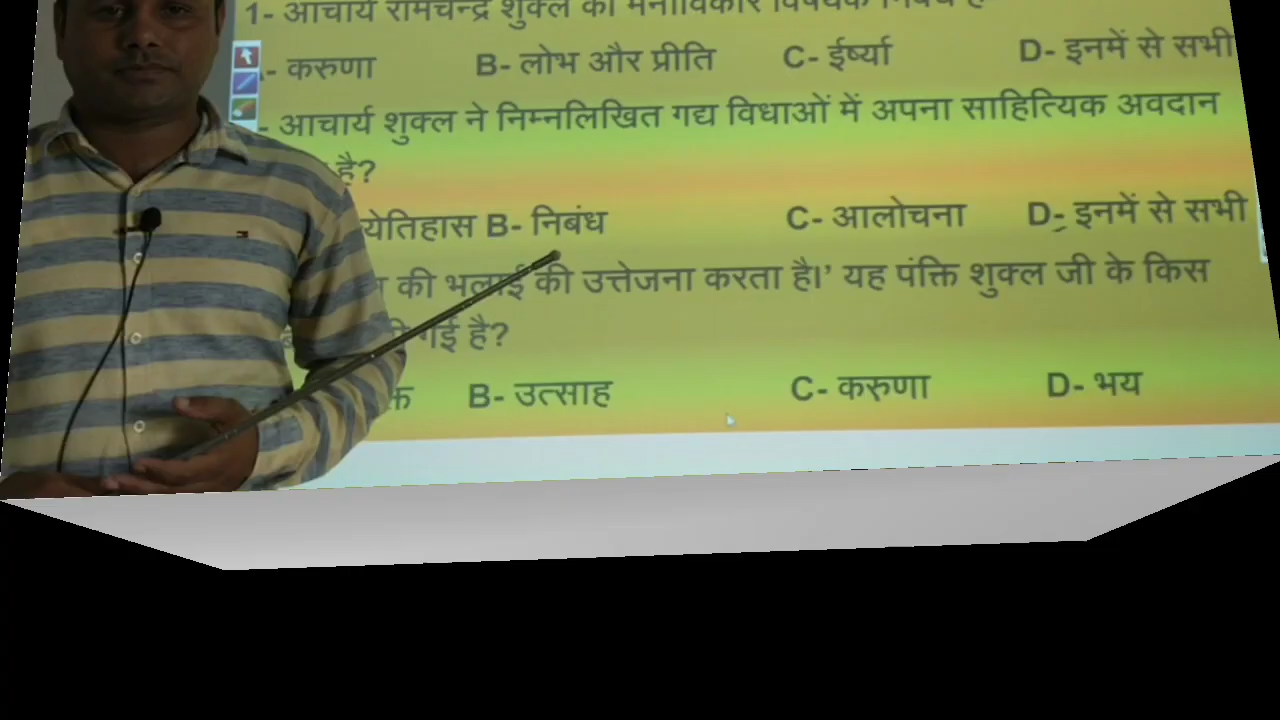 1- आचार्य रामचन्द्र शुक्ल का मनोविकार विषयक निबंध है
- करुणा B- लोभ और प्रीति C- ईर्ष्या D- इनमें से सभी
- आचार्य शुक्ल ने निम्नलिखित गद्य विधाओं में अपना साहित्यिक अवदान
है?
येतिहास B- निबंध C- आलोचना D- इनमें से सभी
की भलाई की उत्तेजना करता है।’ यह पंक्ति शुक्ल जी के किस
गई है?
B- उत्साह C- करुणा D- भय